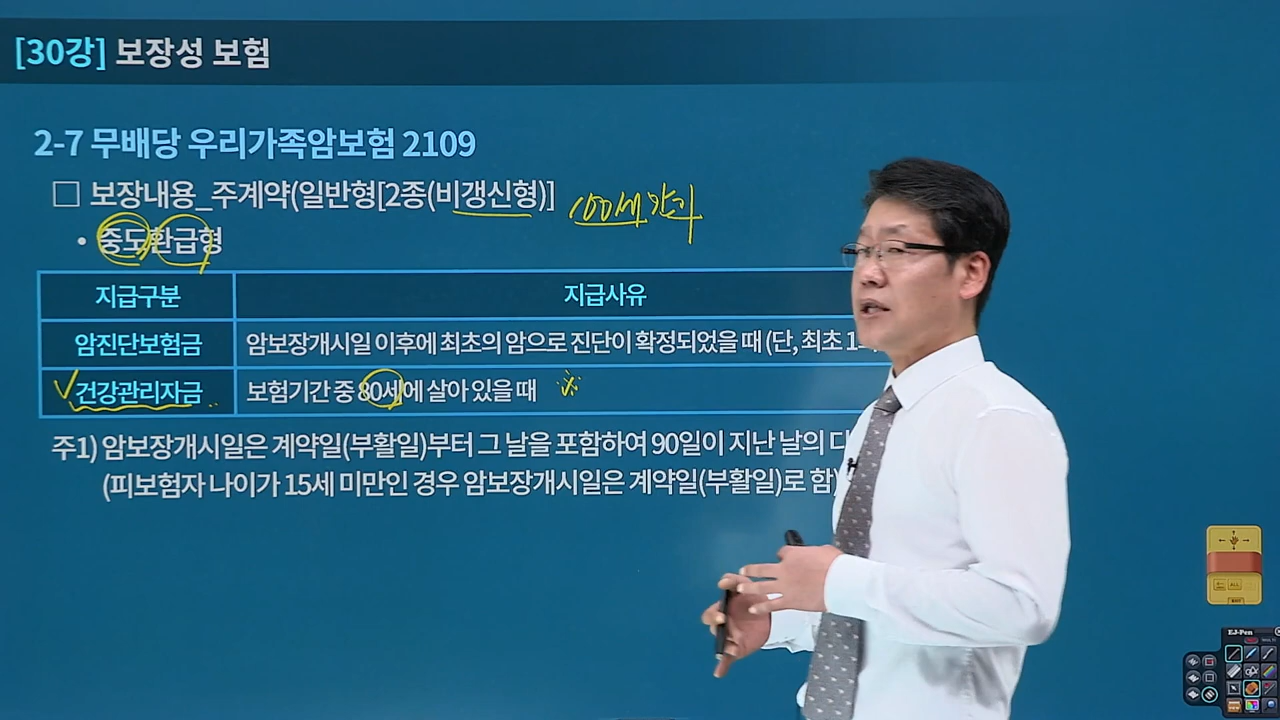 [30강] 보장성 보험
2-7 무배당 우리가족암보험 2109
□ 보장내용_주계약(일반형[2종(비갱신형)] 100세 만기
• 중도환급형
지급구분 지급사유
암진단보험금 암보장개시일 이후에 최초의 암으로 진단이 확정되었을 때 (단, 최초 1
건강관리자금 보험기간 중 80세에 살아 있을 때 ※
주1) 암보장개시일은 계약일(부활일)부터 그 날을 포함하여 90일이 지난 날의 다
(피보험자 나이가 15세 미만인 경우 암보장개시일은 계약일(부활일)로 함)
ALL
EXIT
EJ-Pen